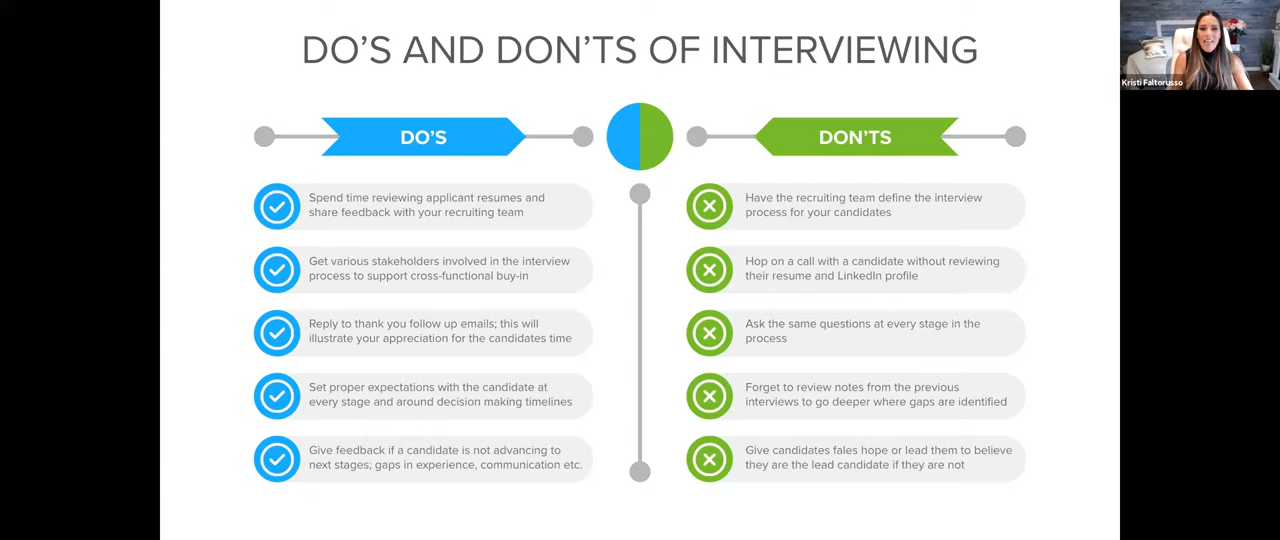 DO'S AND DON'TS OF INTERVIEWING
Kristi Faltorusso
DO'S
Spend time reviewing applicant resumes and
share feedback with your recruiting team
Get various stakeholders involved in the interview
process to support cross-functional buy-in
Reply to thank you follow up emails; this will
illustrate your appreciation for the candidates time
Set proper expectations with the candidate at
every stage and around decision making timelines
Give feedback if a candidate is not advancing to
next stages; gaps in experience, communication etc.
DON'TS
Have the recruiting team define the interview
process for your candidates
Hop on a call with a candidate without reviewing
their resume and LinkedIn profile
Ask the same questions at every stage in the
process
Forget to review notes from the previous
interviews to go deeper where gaps are identified
Give candidates fales hope or lead them to believe
they are the lead candidate if they are not